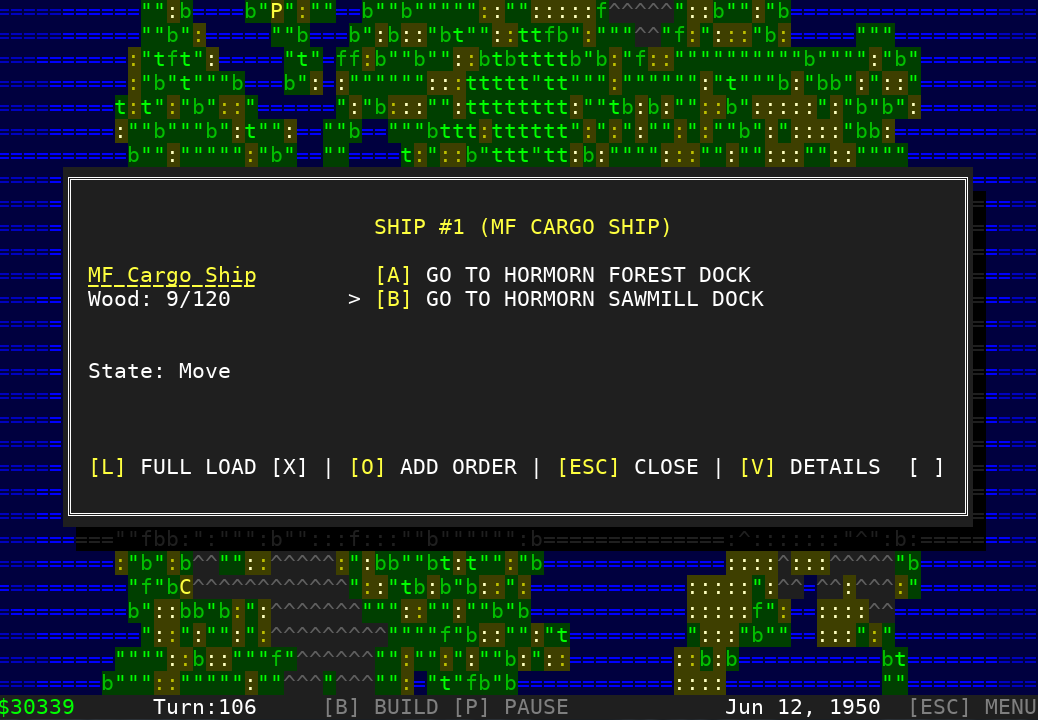 SHIP #1 (MF CARGO SHIP)
MF Cargo Ship [A] GO TO HORMORN FOREST DOCK
Wood: 9/120 > [B] GO TO HORMORN SAWMILL DOCK
State: Move
[L] FULL LOAD [X] | [O] ADD ORDER | [ESC] CLOSE | [V] DETAILS [ ]
$30339 Turn:106 [B] BUILD [P] PAUSE Jun 12, 1950 [ESC] MENU